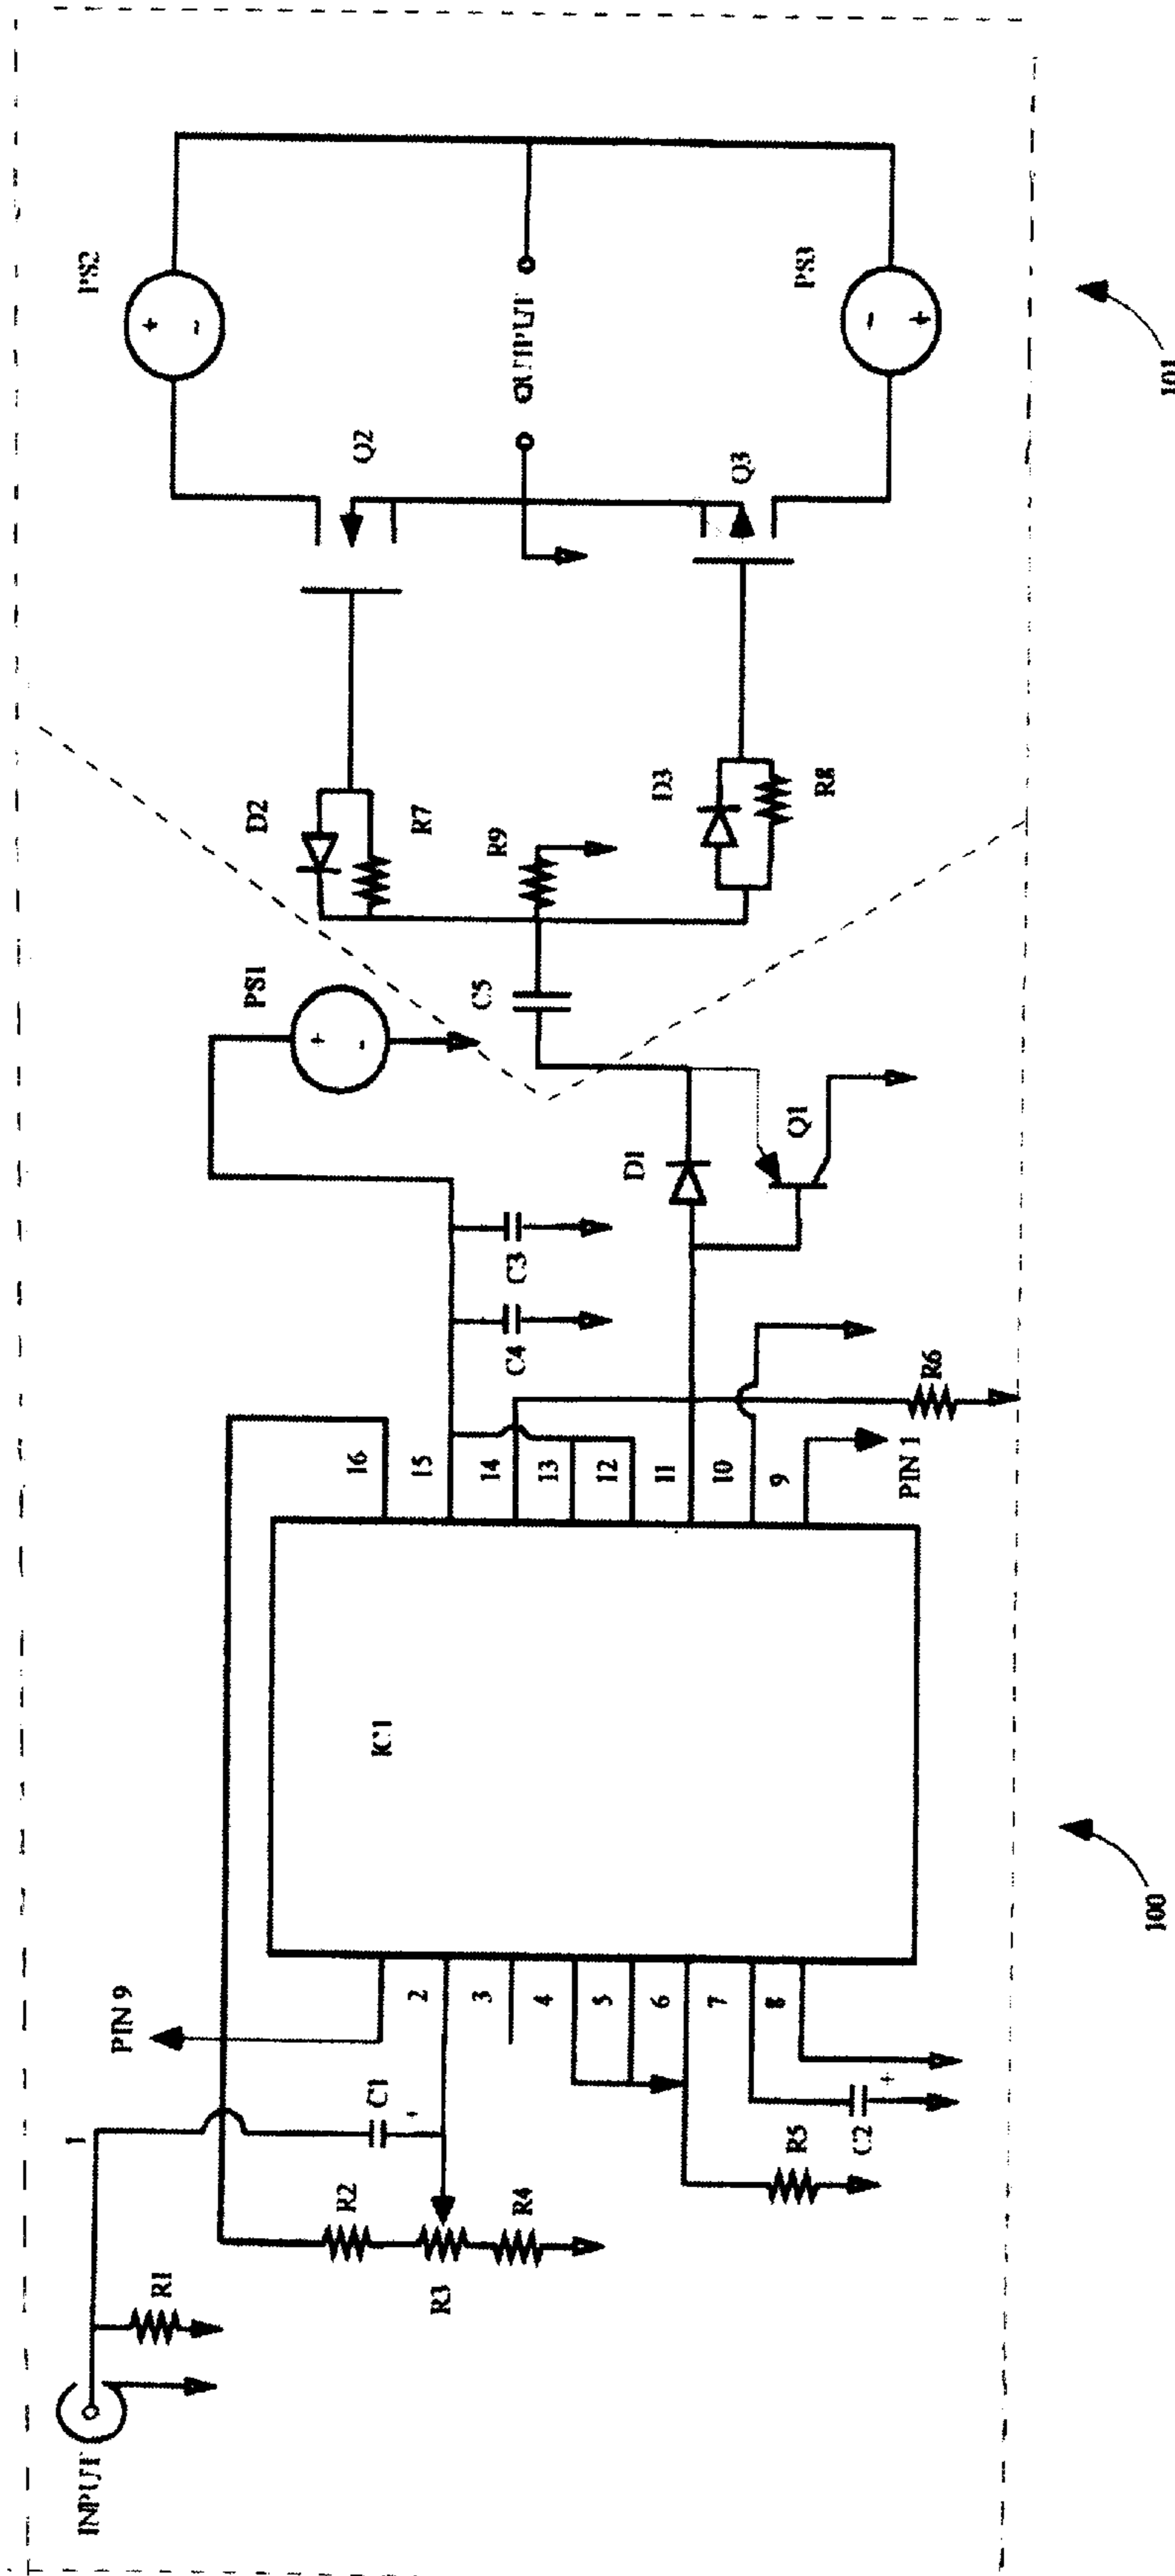 INPUT
R1
1
R2
R3
R4
C1
+
PIN 9
2
3
4
5
6
7
8
R5
C2
+
IC1
16
15
14
13
12
11
10
9
PIN 1
R6
C4
C3
PS1
+
-
D1
Q1
C5
D2
R7
R9
D3
R8
Q2
Q3
PS2
+
-
OUTPUT
PS3
-
+
100
101